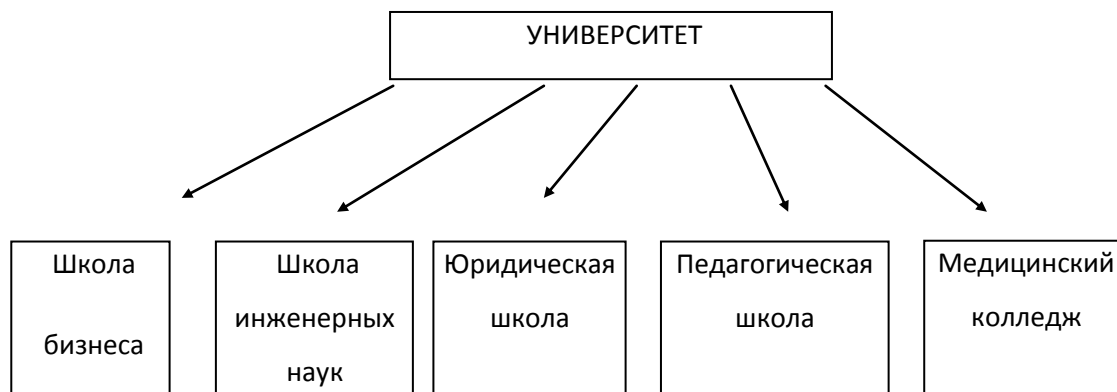 УНИВЕРСИТЕТ
Школа
бизнеса
Школа
инженерных
наук
Юридическая
школа
Педагогическая
школа
Медицинский
колледж